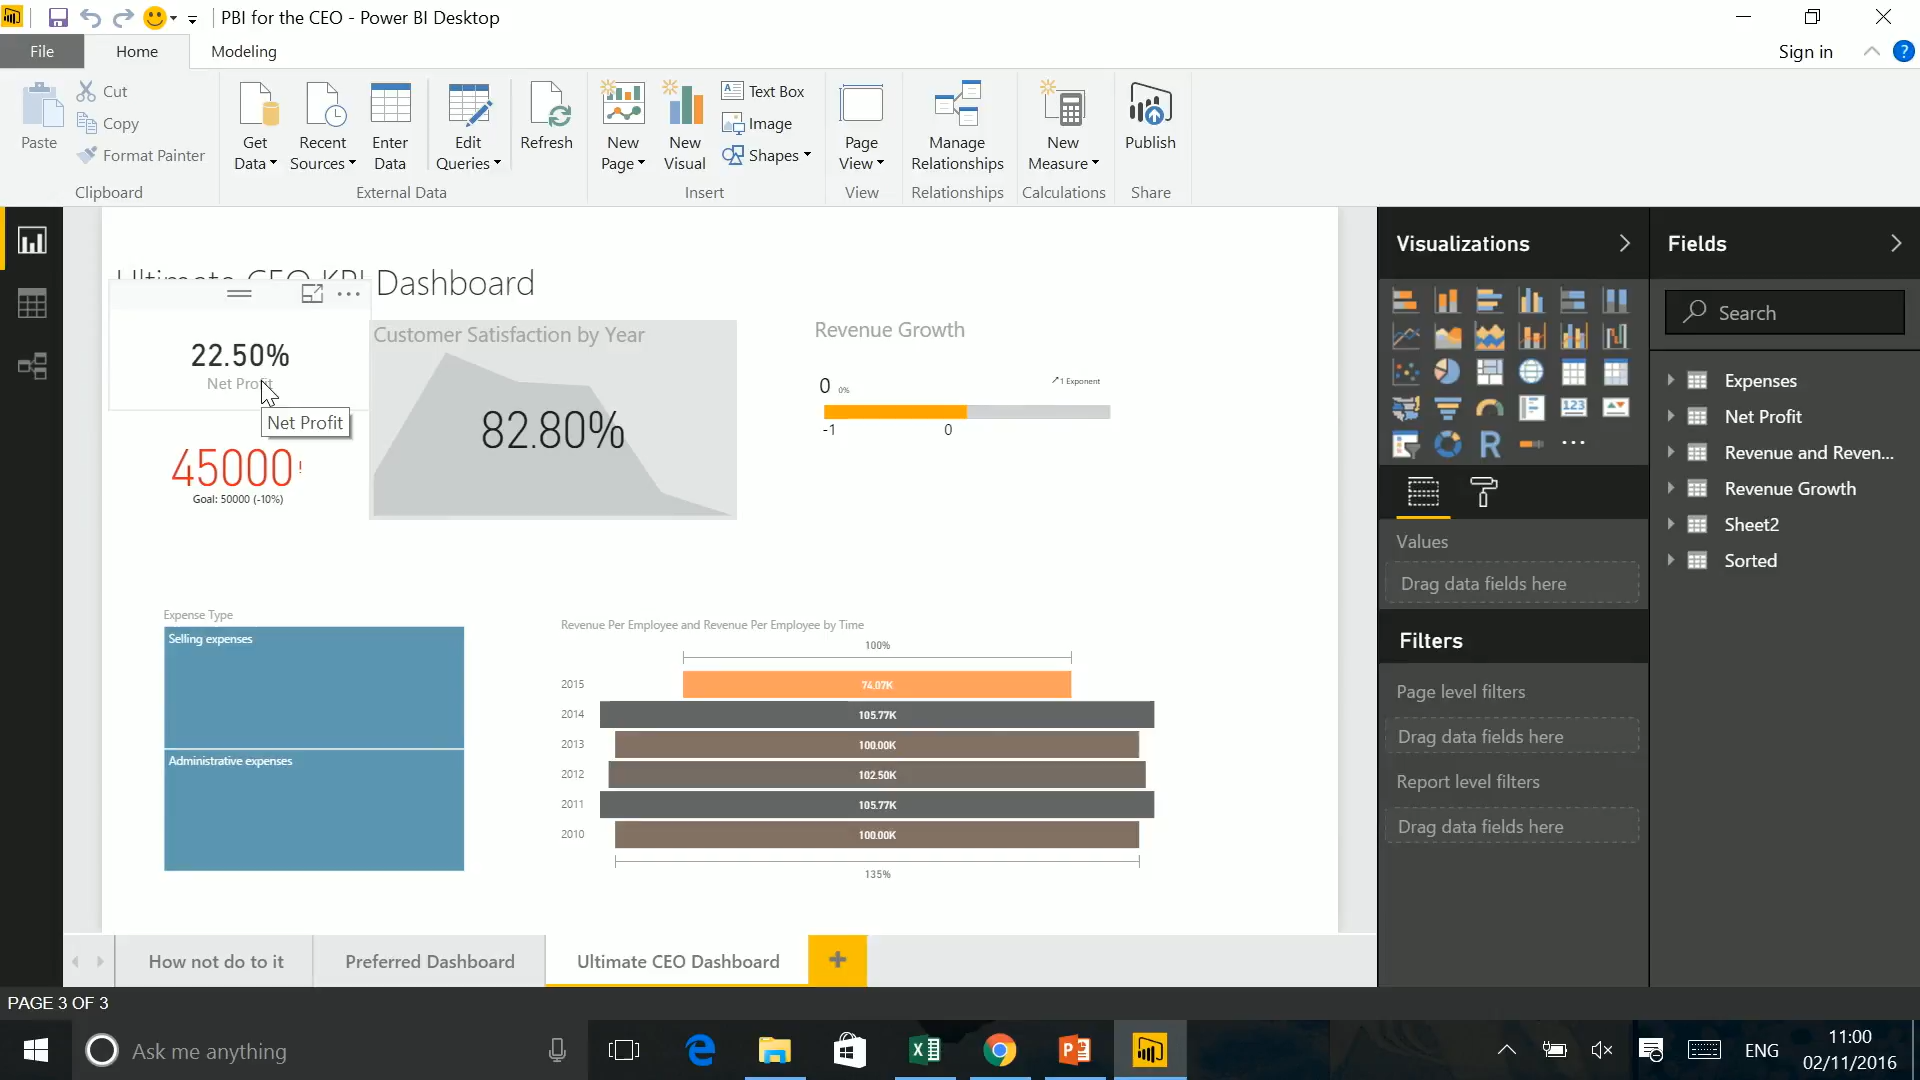 PBI for the CEO - Power BI Desktop
File
Home
Modeling
Sign in
?
Paste
Cut
Copy
Format Painter
Clipboard
Get
Data
Recent
Sources
Enter
Data
Edit
Queries
Refresh
External Data
New
Page
New
Visual
Text Box
Image
Shapes
Insert
Page
View
View
Manage
Relationships
Relationships
New
Measure
Calculations
Publish
Share
Ultimate CEO KPI Dashboard
22.50%
Net Profit
Net Profit
45000!
Goal: 50000 (-10%)
Customer Satisfaction by Year
82.80%
Revenue Growth
0 0%
1 Exponent
-1
0
Expense Type
Selling expenses
Administrative expenses
Revenue Per Employee and Revenue Per Employee by Time
100%
2015 74.07K
2014 105.77K
2013 100.00K
2012 102.50K
2011 105.77K
2010 100.00K
135%
Visualizations
123
R
Values
Drag data fields here
Filters
Page level filters
Drag data fields here
Report level filters
Drag data fields here
Fields
Search
Expenses
Net Profit
Revenue and Reven...
Revenue Growth
Sheet2
Sorted
How not do to it
Preferred Dashboard
Ultimate CEO Dashboard
PAGE 3 OF 3
Ask me anything
ENG
11:00
02/11/2016